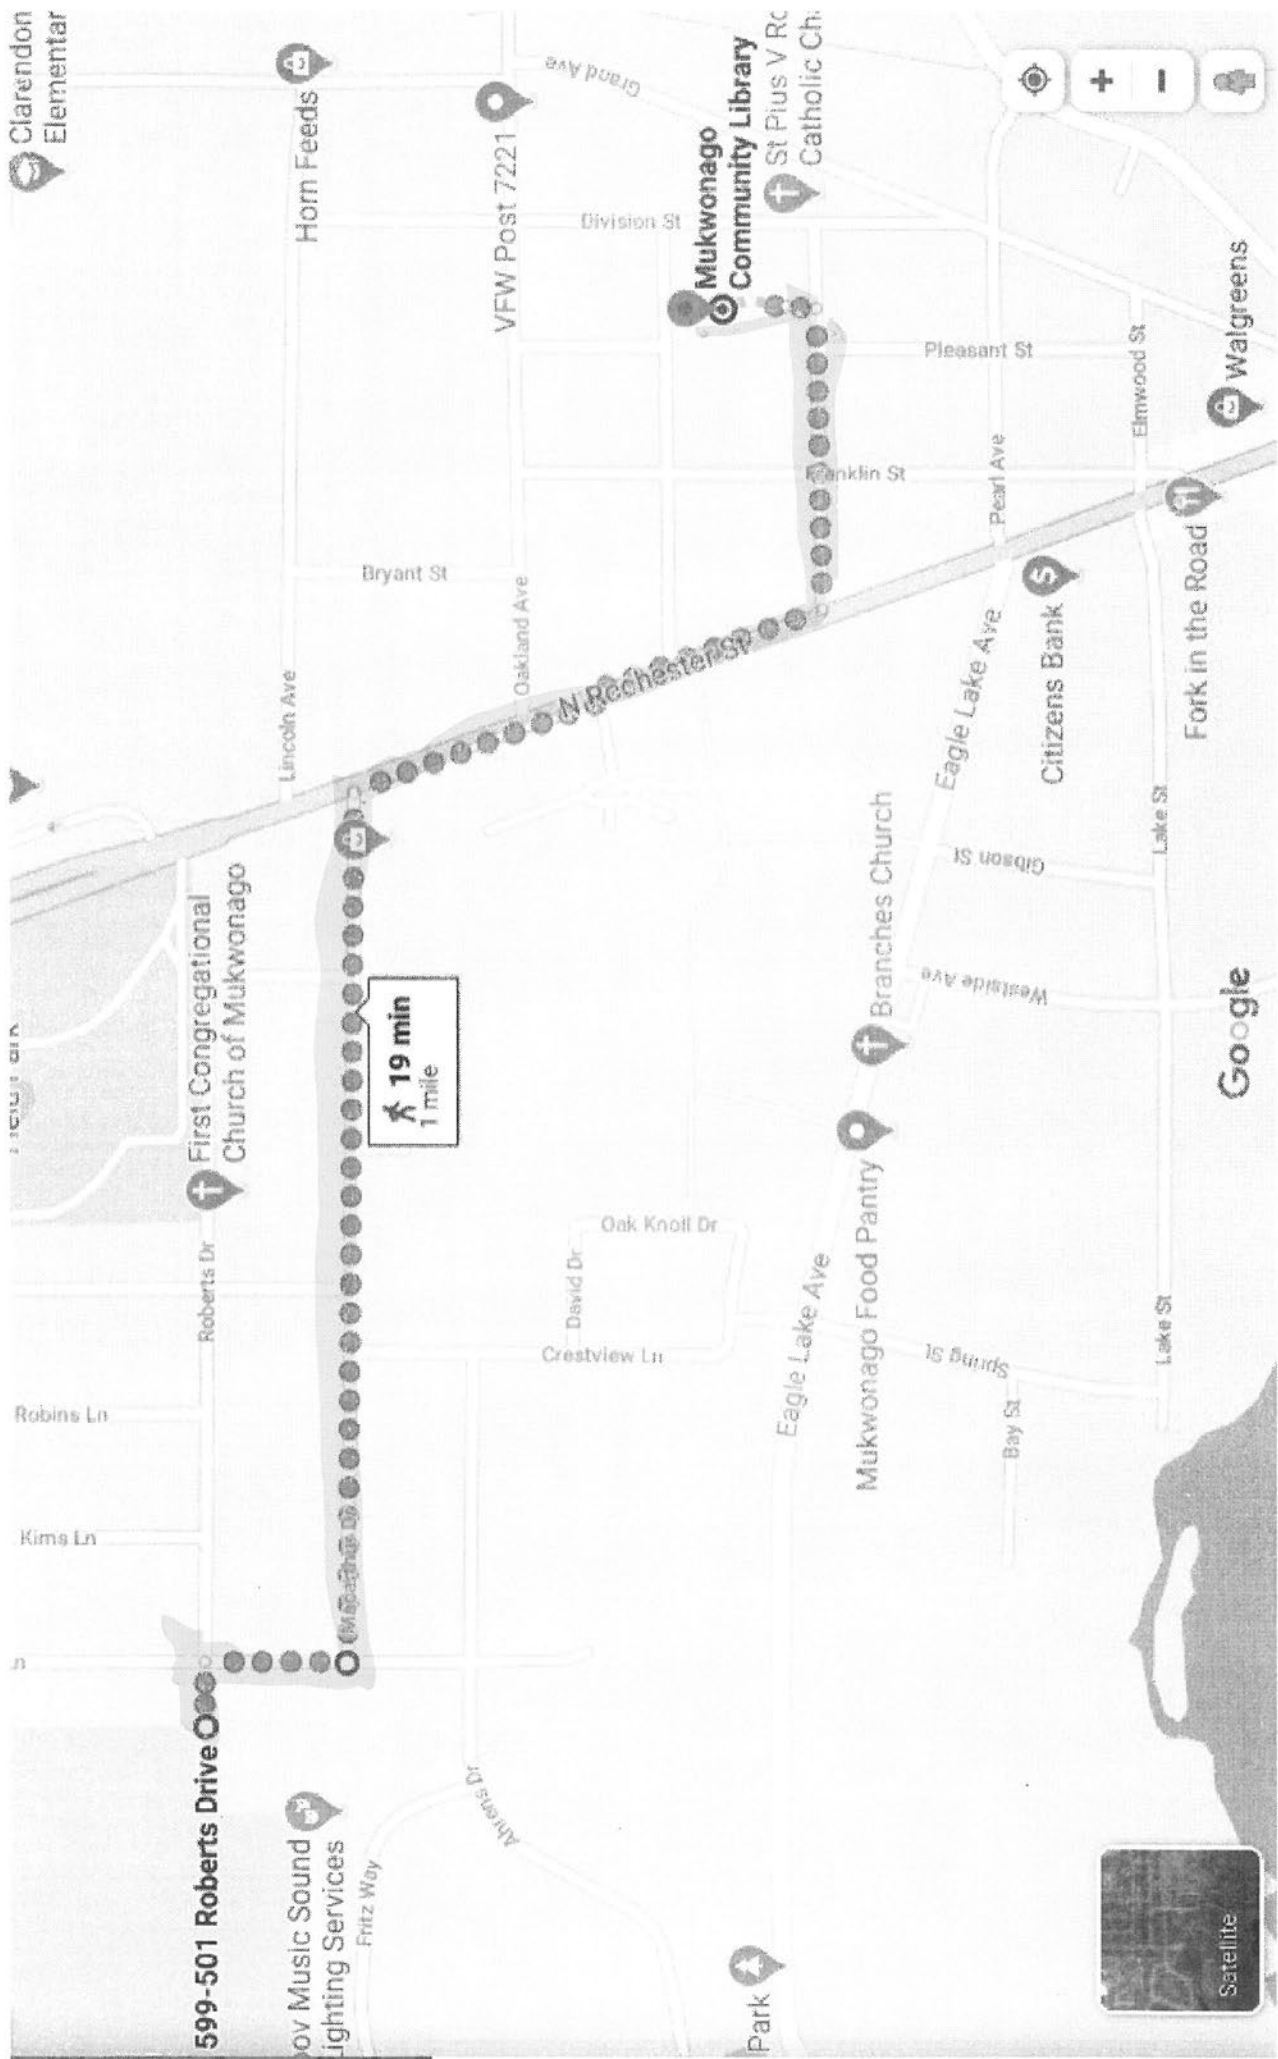 Clarendon
Elementar
Horn Feeds
VFW Post 7221
Grand Ave
Mukwonago
Community Library
St Pius V Ro
Catholic Ch
Division St
Pleasant St
Elmwood St
Walgreens
Franklin St
Pearl Ave
Bryant St
Oakland Ave
Lincoln Ave
N Rochester St
Fork in the Road
Citizens Bank
Eagle Lake Ave
Lake St
Gibson St
First Congregational
Church of Mukwonago
Branches Church
Westside Ave
Google
19 min
1 mile
Roberts Dr
Oak Knoll Dr
David Dr
Crestview Ln
Eagle Lake Ave
Mukwonago Food Pantry
Spring St
Lake St
Bay St
Robins Ln
Kims Ln
n
599-501 Roberts Drive
oov Music Sound
ighting Services
Fritz Way
Ahrens Dr
Park
Satellite